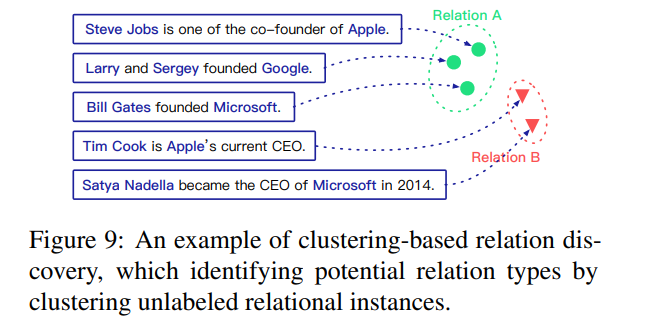 Relation A
Steve Jobs is one of the co-founder of Apple.
Larry and Sergey founded Google.
Bill Gates founded Microsoft.
Tim Cook is Apple's current CEO.
Relation B
Satya Nadella became the CEO of Microsoft in 2014.
Figure 9: An example of clustering-based relation dis-
covery, which identifying potential relation types by
clustering unlabeled relational instances.